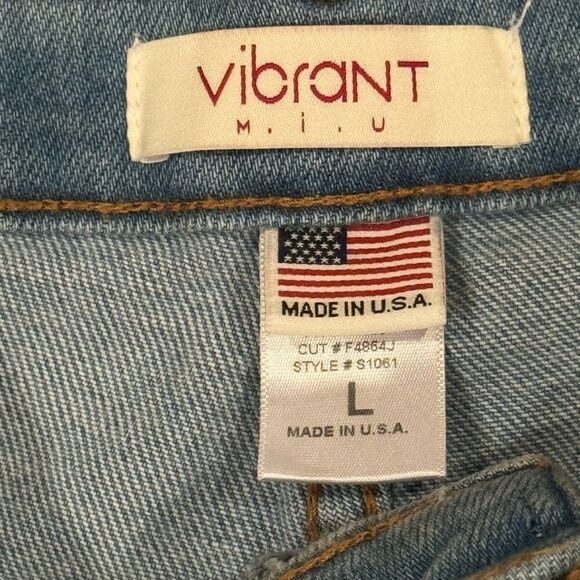 vibraNT
M.i.U
MADE IN U.S.A.
CUT # F4864J
STYLE # S1061
L
MADE IN U.S.A.